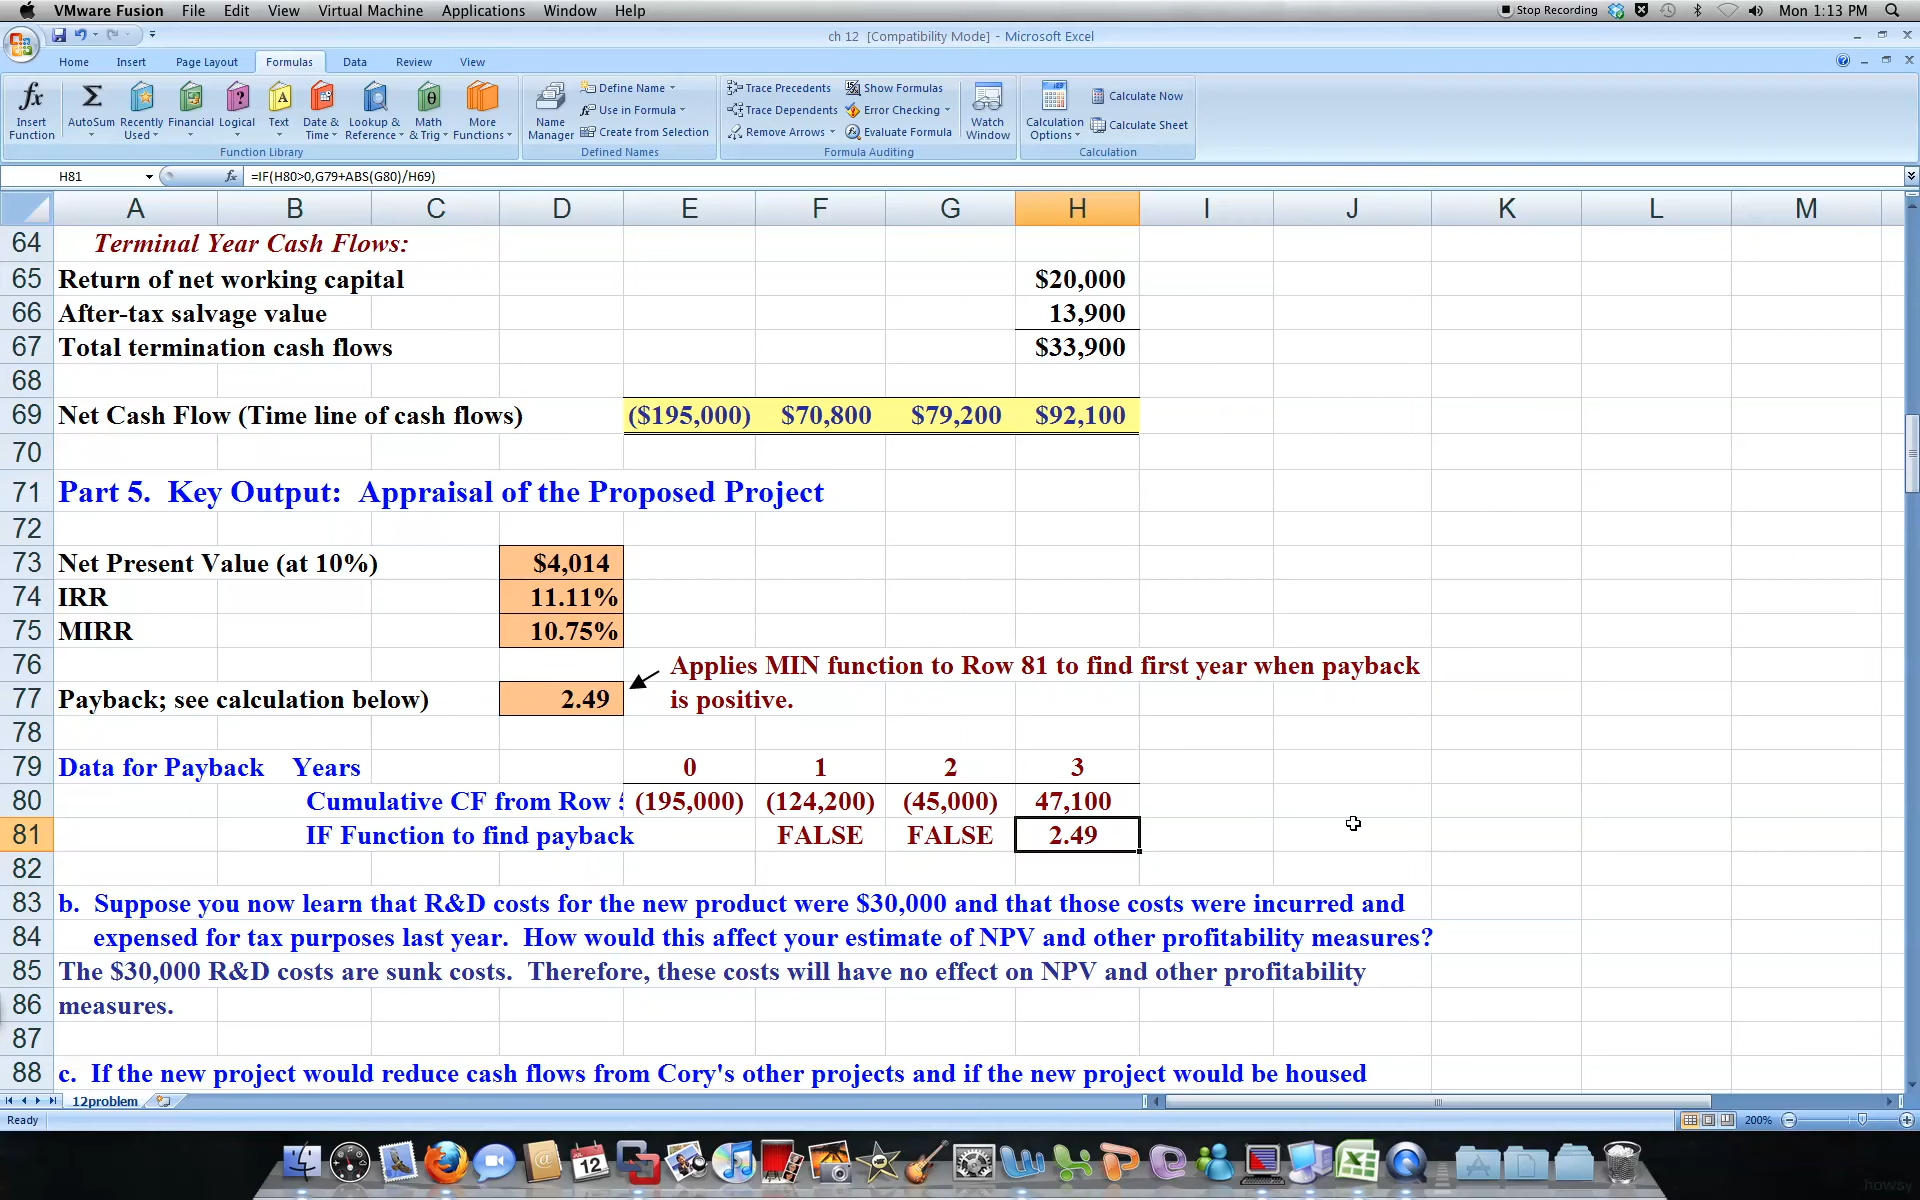 VMware Fusion File Edit View Virtual Machine Applications Window Help Stop Recording Mon 1:13 PM
ch 12 [Compatibility Mode] - Microsoft Excel
Home Insert Page Layout Formulas Data Review View
Insert Function AutoSum Recently Used Financial Logical Text Date & Time Lookup & Reference Math & Trig More Functions
Function Library
Name Manager Define Name Use in Formula Create from Selection
Defined Names
Trace Precedents Trace Dependents Remove Arrows Show Formulas Error Checking Evaluate Formula Watch Window
Formula Auditing
Calculation Options Calculate Now Calculate Sheet
Calculation
H81 fx =IF(H80>0,G79+ABS(G80)/H69)
A B C D E F G H I J K L M
64 Terminal Year Cash Flows:
65 Return of net working capital $20,000
66 After-tax salvage value 13,900
67 Total termination cash flows $33,900
68
69 Net Cash Flow (Time line of cash flows) ($195,000) $70,800 $79,200 $92,100
70
71 Part 5. Key Output: Appraisal of the Proposed Project
72
73 Net Present Value (at 10%) $4,014
74 IRR 11.11%
75 MIRR 10.75%
76 Applies MIN function to Row 81 to find first year when payback
77 Payback; see calculation below) 2.49 is positive.
78
79 Data for Payback Years 0 1 2 3
80 Cumulative CF from Row (195,000) (124,200) (45,000) 47,100
81 IF Function to find payback FALSE FALSE 2.49
82
83 b. Suppose you now learn that R&D costs for the new product were $30,000 and that those costs were incurred and
84 expensed for tax purposes last year. How would this affect your estimate of NPV and other profitability measures?
85 The $30,000 R&D costs are sunk costs. Therefore, these costs will have no effect on NPV and other profitability
86 measures.
87
88 c. If the new project would reduce cash flows from Cory's other projects and if the new project would be housed
12problem
Ready 200%
JUL 12
howsy